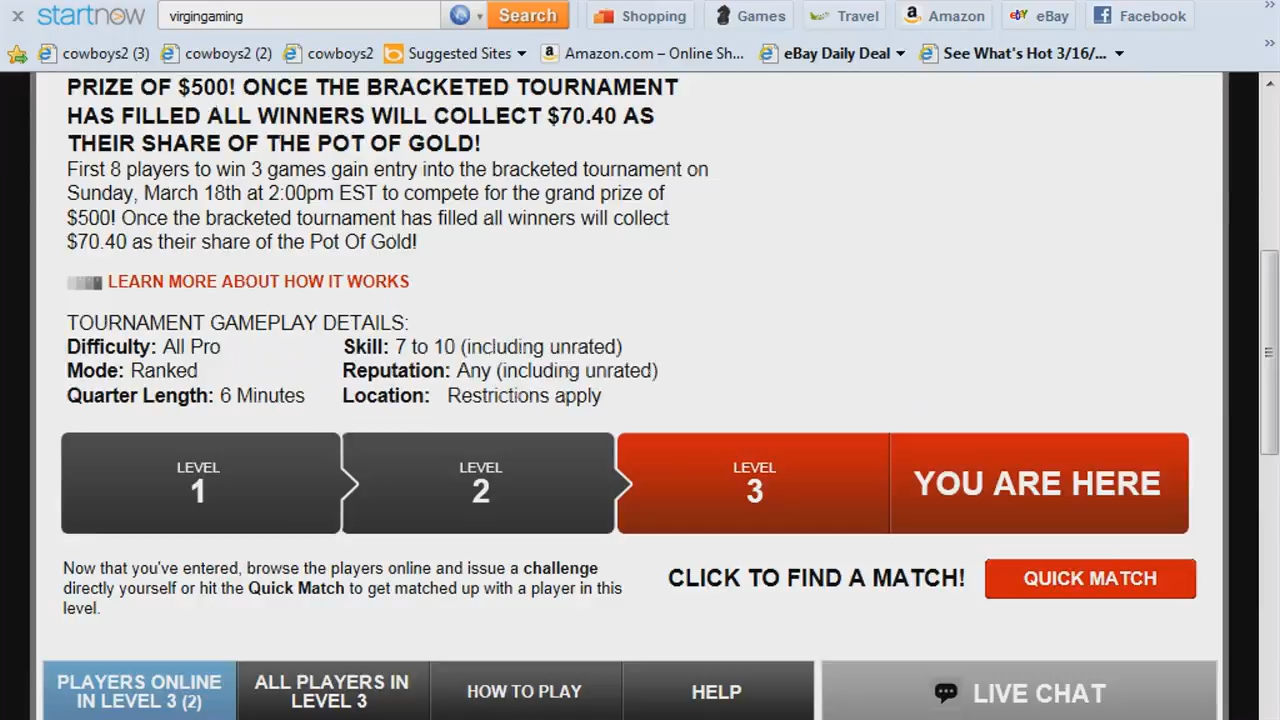 startnow virgingaming Search Shopping Games Travel Amazon eBay Facebook
cowboys2 (3) cowboys2 (2) cowboys2 Suggested Sites Amazon.com – Online Sh... eBay Daily Deal See What's Hot 3/16/...
PRIZE OF $500! ONCE THE BRACKETED TOURNAMENT
HAS FILLED ALL WINNERS WILL COLLECT $70.40 AS
THEIR SHARE OF THE POT OF GOLD!
First 8 players to win 3 games gain entry into the bracketed tournament on
Sunday, March 18th at 2:00pm EST to compete for the grand prize of
$500! Once the bracketed tournament has filled all winners will collect
$70.40 as their share of the Pot Of Gold!
LEARN MORE ABOUT HOW IT WORKS
TOURNAMENT GAMEPLAY DETAILS:
Difficulty: All Pro Skill: 7 to 10 (including unrated)
Mode: Ranked Reputation: Any (including unrated)
Quarter Length: 6 Minutes Location: Restrictions apply
LEVEL LEVEL LEVEL
1 2 3 YOU ARE HERE
Now that you've entered, browse the players online and issue a challenge
directly yourself or hit the Quick Match to get matched up with a player in this
level.
CLICK TO FIND A MATCH! QUICK MATCH
PLAYERS ONLINE
IN LEVEL 3 (2)
ALL PLAYERS IN
LEVEL 3
HOW TO PLAY
HELP
LIVE CHAT